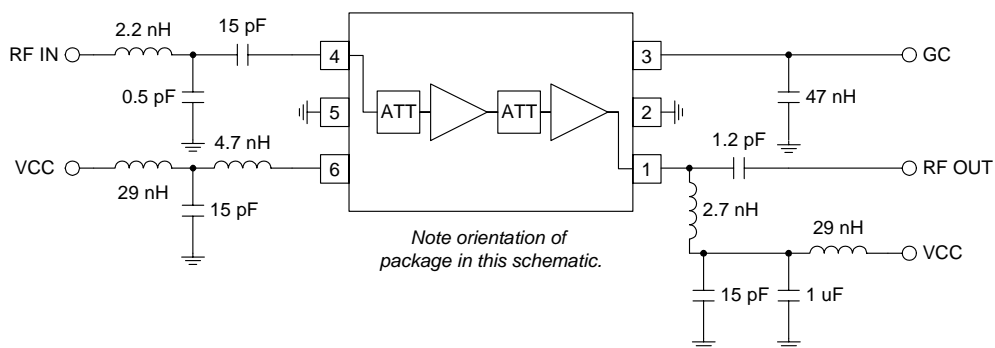 2.2 nH
15 pF
RF IN
4
3
GC
0.5 pF
ATT
ATT
5
2
47 nH
4.7 nH
1.2 pF
VCC
6
1
RF OUT
29 nH
15 pF
2.7 nH
29 nH
Note orientation of
package in this schematic.
VCC
15 pF
1 uF